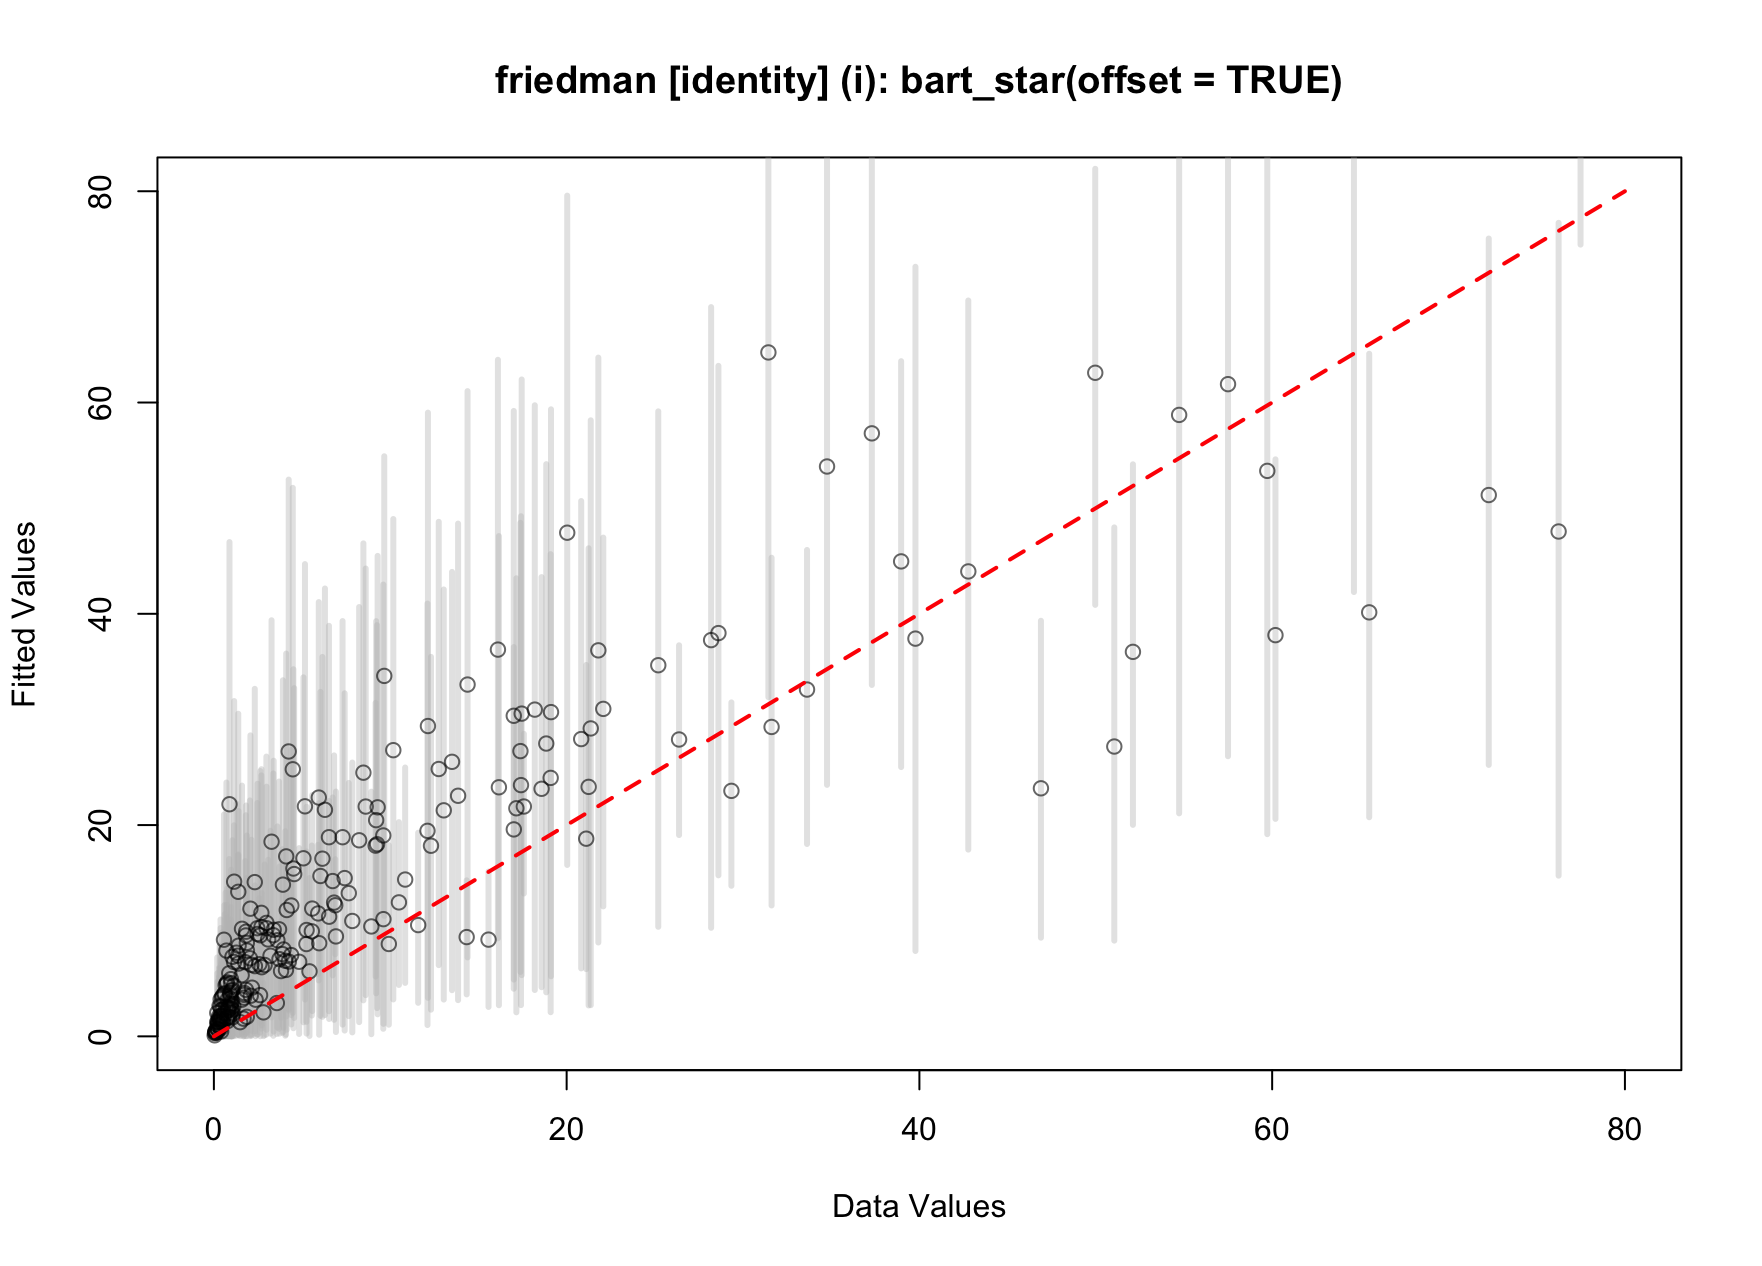 friedman [identity] (i): bart_star(offset = TRUE)
Fitted Values
80
60
40
20
0
0 20 40 60 80
Data Values